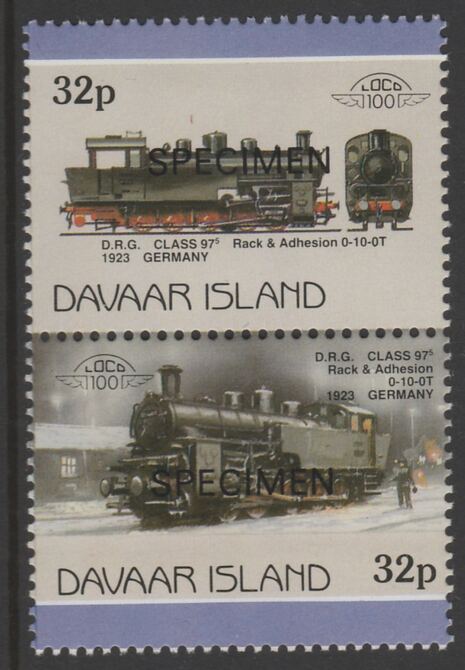 32p
LOCO
100
SPECIMEN
D.R.G. CLASS 97⁵ Rack & Adhesion 0-10-0T
1923 GERMANY
DAVAAR ISLAND
LOCO
100
D.R.G. CLASS 97⁵
Rack & Adhesion
0-10-0T
1923 GERMANY
SPECIMEN
DAVAAR ISLAND
32p